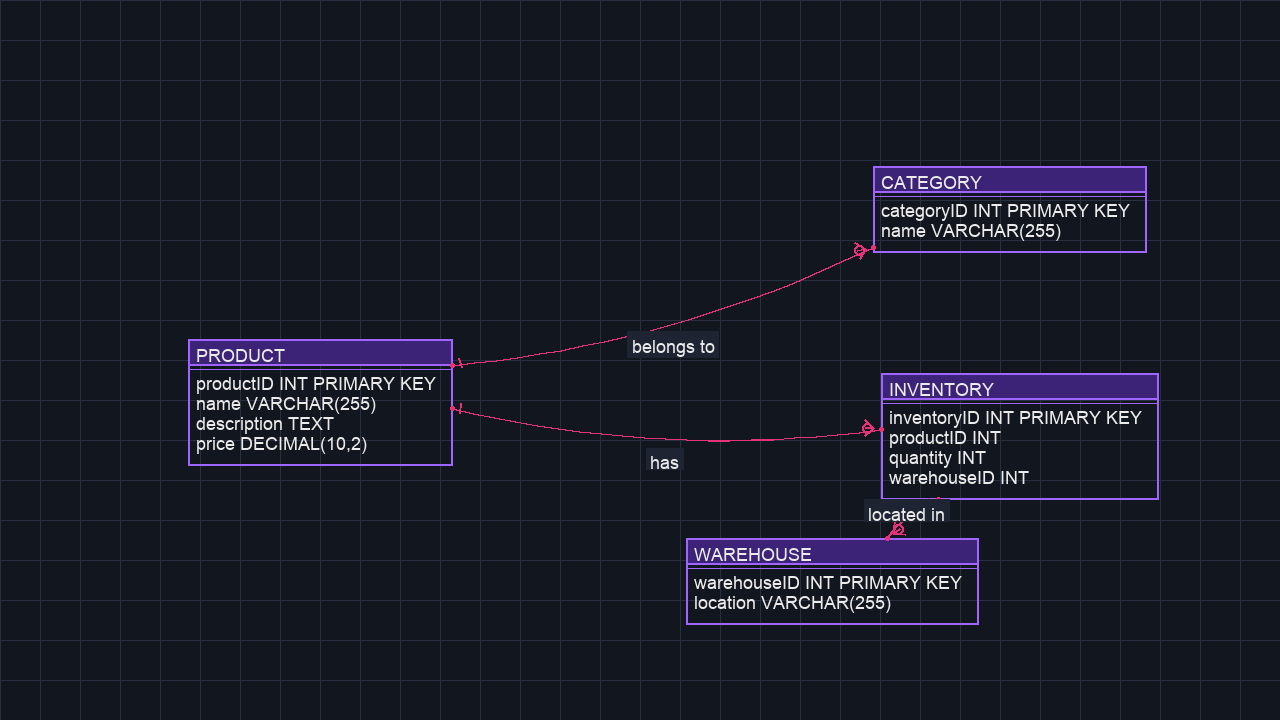 CATEGORY
categoryID INT PRIMARY KEY
name VARCHAR(255)
belongs to
PRODUCT
productID INT PRIMARY KEY
name VARCHAR(255)
description TEXT
price DECIMAL(10,2)
has
INVENTORY
inventoryID INT PRIMARY KEY
productID INT
quantity INT
warehouseID INT
located in
WAREHOUSE
warehouseID INT PRIMARY KEY
location VARCHAR(255)